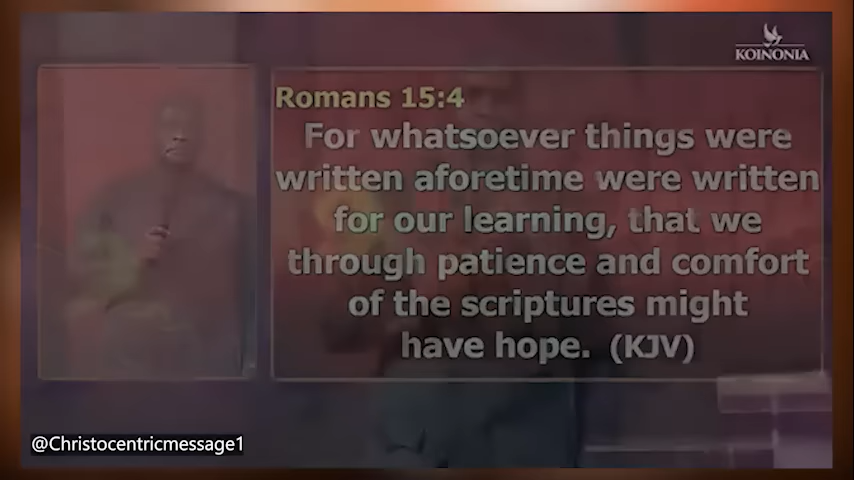 KOINONIA
Romans 15:4
For whatsoever things were
written aforetime were written
for our learning, that we
through patience and comfort
of the scriptures might
have hope. (KJV)
@Christocentricmessage1